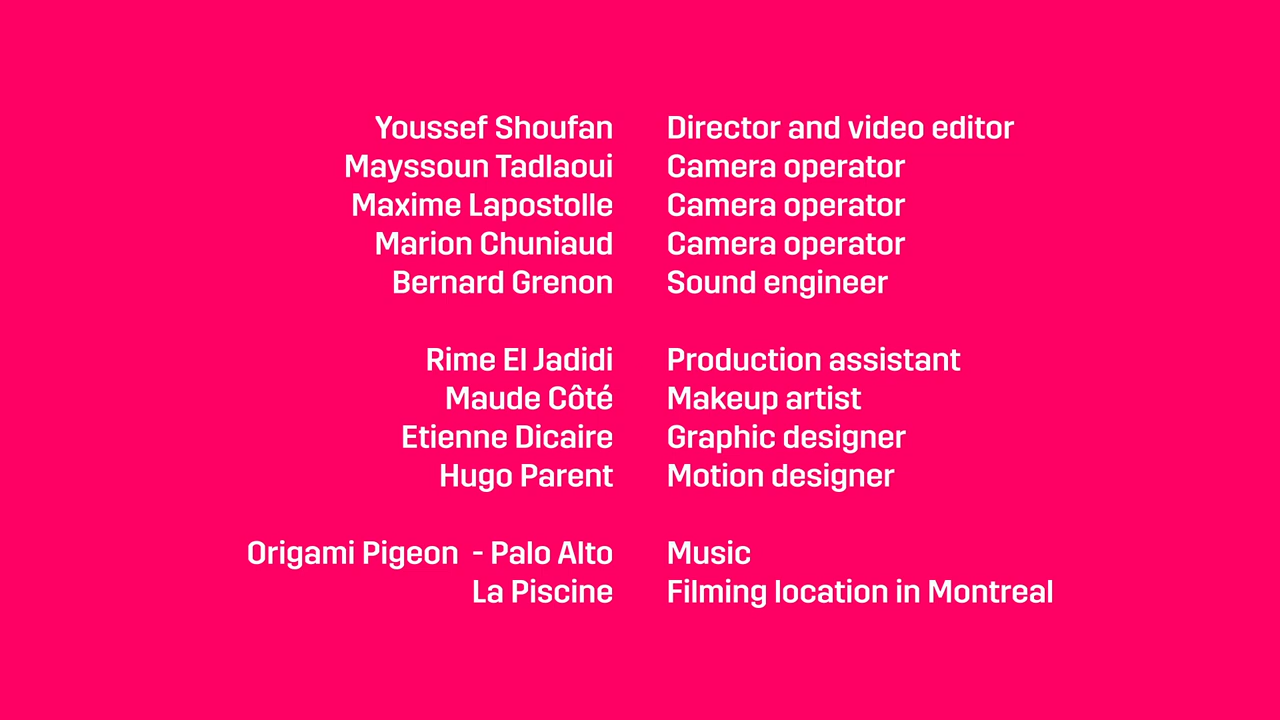 Youssef Shoufan Director and video editor
Mayssoun Tadlaoui Camera operator
Maxime Lapostolle Camera operator
Marion Chuniaud Camera operator
Bernard Grenon Sound engineer
Rime El Jadidi Production assistant
Maude Côté Makeup artist
Etienne Dicaire Graphic designer
Hugo Parent Motion designer
Origami Pigeon - Palo Alto Music
La Piscine Filming location in Montreal